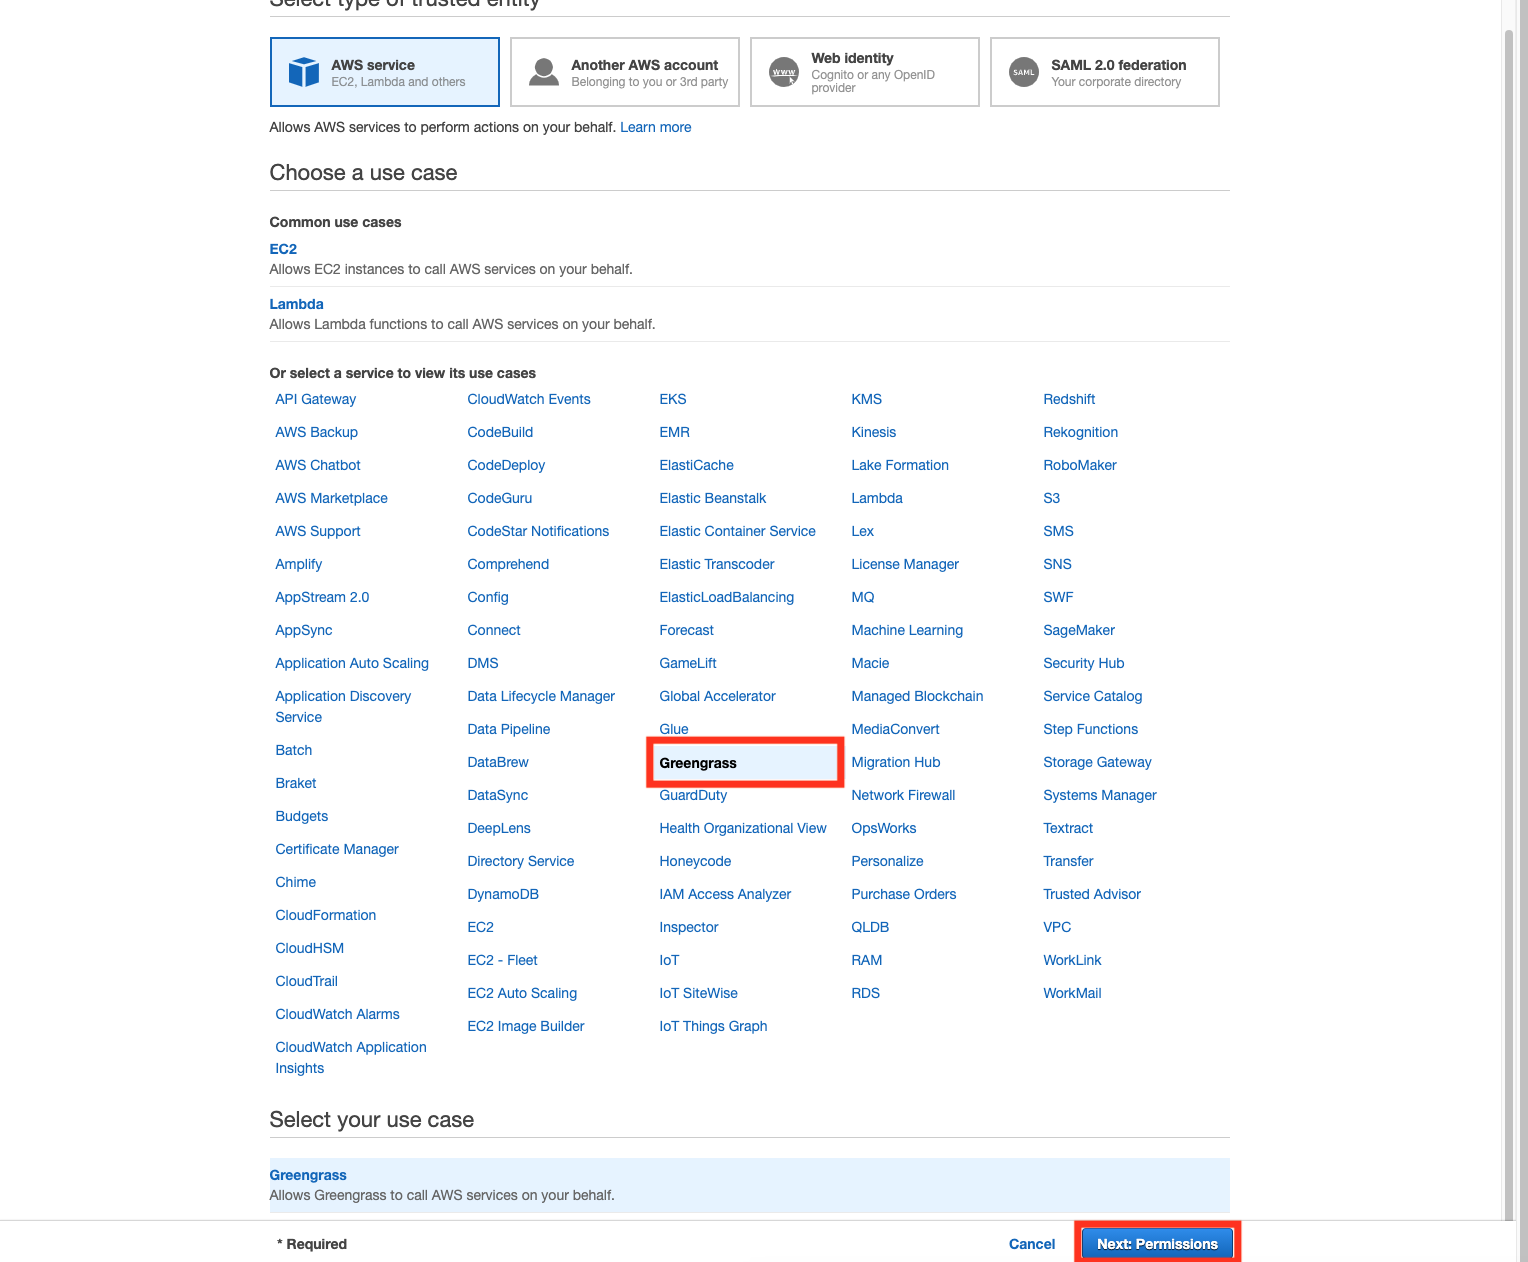 Select type of trusted entity
AWS service
EC2, Lambda and others
Another AWS account
Belonging to you or 3rd party
www
Web identity
Cognito or any OpenID
provider
SAML
SAML 2.0 federation
Your corporate directory
Allows AWS services to perform actions on your behalf. Learn more
Choose a use case
Common use cases
EC2
Allows EC2 instances to call AWS services on your behalf.
Lambda
Allows Lambda functions to call AWS services on your behalf.
Or select a service to view its use cases
API Gateway
AWS Backup
AWS Chatbot
AWS Marketplace
AWS Support
Amplify
AppStream 2.0
AppSync
Application Auto Scaling
Application Discovery
Service
Batch
Braket
Budgets
Certificate Manager
Chime
CloudFormation
CloudHSM
CloudTrail
CloudWatch Alarms
CloudWatch Application
Insights
CloudWatch Events
CodeBuild
CodeDeploy
CodeGuru
CodeStar Notifications
Comprehend
Config
Connect
DMS
Data Lifecycle Manager
Data Pipeline
DataBrew
DataSync
DeepLens
Directory Service
DynamoDB
EC2
EC2 - Fleet
EC2 Auto Scaling
EC2 Image Builder
EKS
EMR
ElastiCache
Elastic Beanstalk
Elastic Container Service
Elastic Transcoder
ElasticLoadBalancing
Forecast
GameLift
Global Accelerator
Glue
Greengrass
GuardDuty
Health Organizational View
Honeycode
IAM Access Analyzer
Inspector
IoT
IoT SiteWise
IoT Things Graph
KMS
Kinesis
Lake Formation
Lambda
Lex
License Manager
MQ
Machine Learning
Macie
Managed Blockchain
MediaConvert
Migration Hub
Network Firewall
OpsWorks
Personalize
Purchase Orders
QLDB
RAM
RDS
Redshift
Rekognition
RoboMaker
S3
SMS
SNS
SWF
SageMaker
Security Hub
Service Catalog
Step Functions
Storage Gateway
Systems Manager
Textract
Transfer
Trusted Advisor
VPC
WorkLink
WorkMail
Select your use case
Greengrass
Allows Greengrass to call AWS services on your behalf.
* Required
Cancel
Next: Permissions